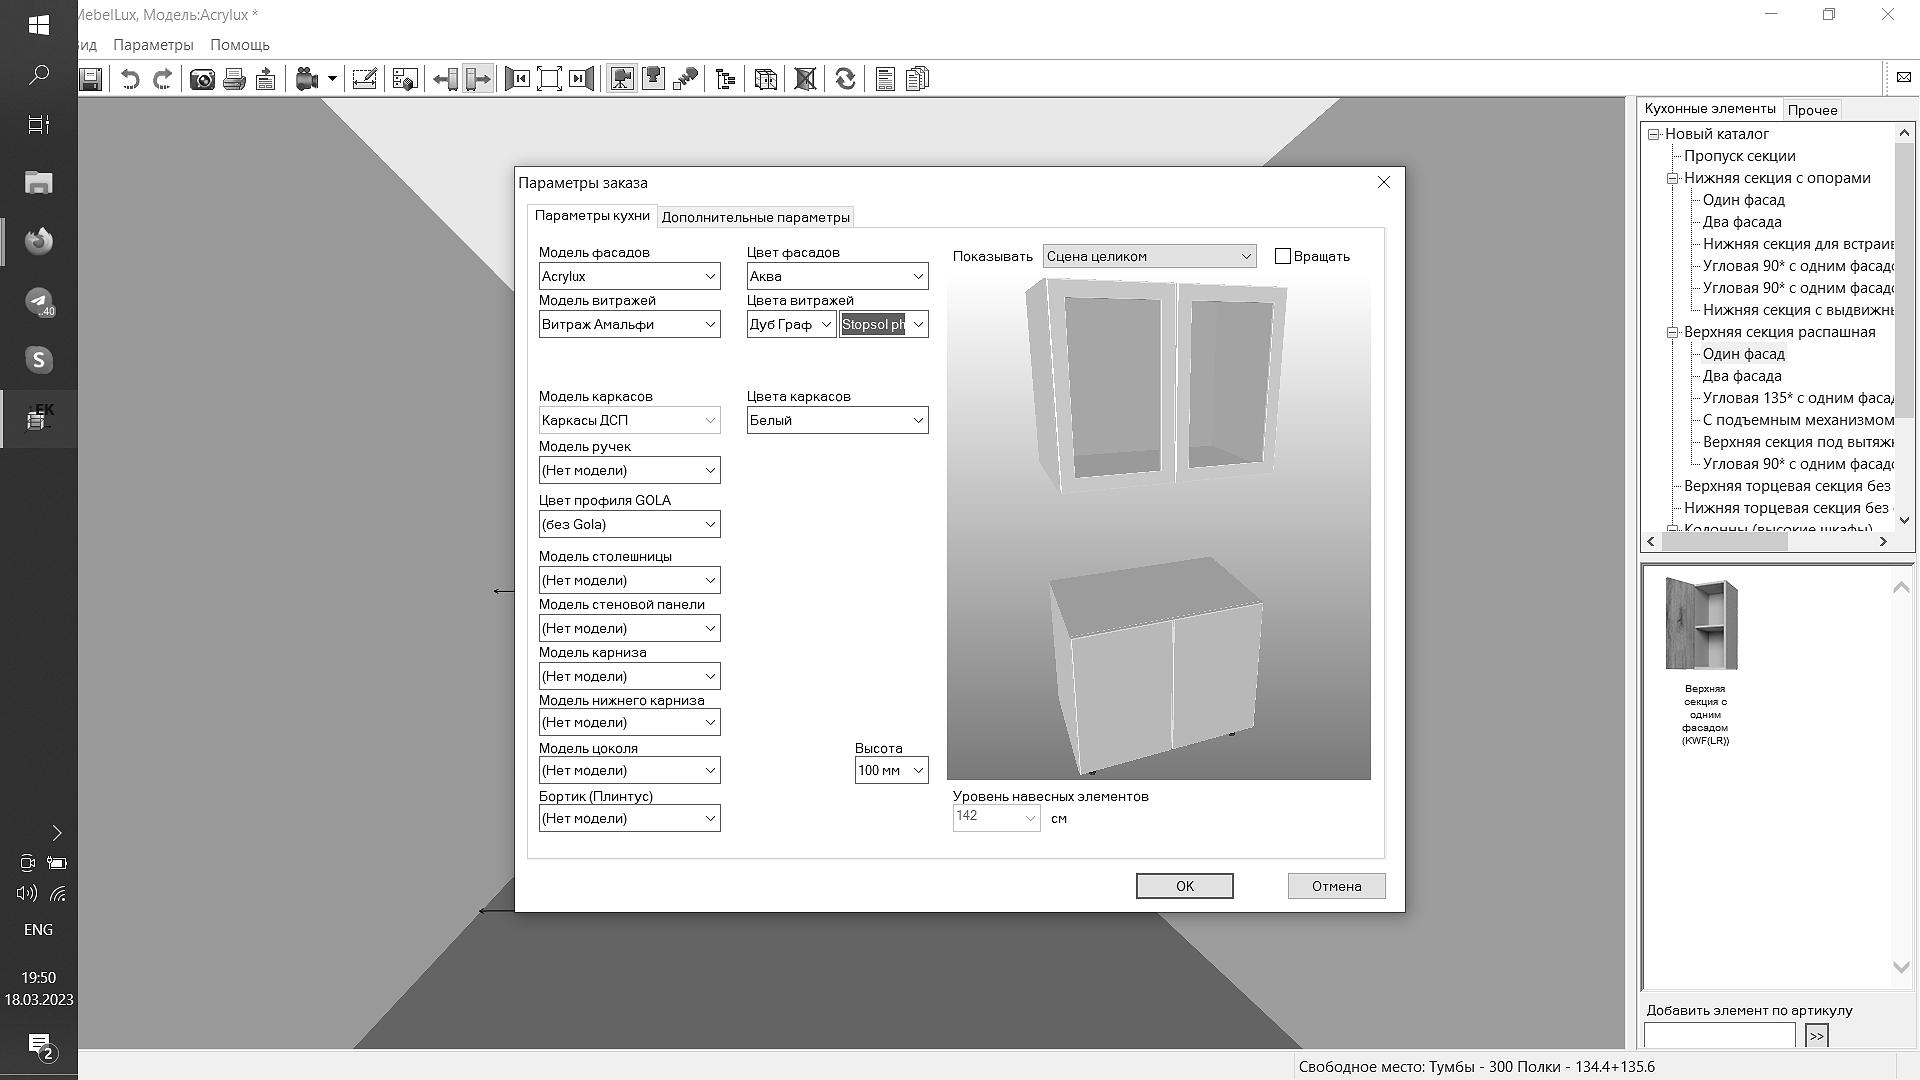 MebelLux, Модель:Acrylux *
Вид Параметры Помощь
Параметры заказа
Параметры кухни
Дополнительные параметры
Модель фасадов
Acrylux
Цвет фасадов
Аква
Модель витражей
Витраж Амальфи
Цвета витражей
Дуб Граф
Stopsol ph
Модель каркасов
Каркасы ДСП
Цвета каркасов
Белый
Модель ручек
(Нет модели)
Цвет профиля GOLA
(без Gola)
Модель столешницы
(Нет модели)
Модель стеновой панели
(Нет модели)
Модель карниза
(Нет модели)
Модель нижнего карниза
(Нет модели)
Модель цоколя
(Нет модели)
Высота
100 мм
Бортик (Плинтус)
(Нет модели)
Показывать
Сцена целиком
Вращать
Уровень навесных элементов
142 см
OK
Отмена
Кухонные элементы
Прочее
Новый каталог
Пропуск секции
Нижняя секция с опорами
Один фасад
Два фасада
Нижняя секция для встраив
Угловая 90* с одним фасадо
Угловая 90* с одним фасадо
Нижняя секция с выдвижны
Верхняя секция распашная
Один фасад
Два фасада
Угловая 135* с одним фасад
С подъемным механизмом
Верхняя секция под вытяжк
Угловая 90* с одним фасадо
Верхняя торцевая секция без
Нижняя торцевая секция без
Колонны (высокие шкафы)
Верхняя
секция с
одним
фасадом
(KWF(LR))
Добавить элемент по артикулу
>>
Свободное место: Тумбы - 300 Полки - 134.4+135.6
..40
S
EK
ENG
19:50
18.03.2023
2